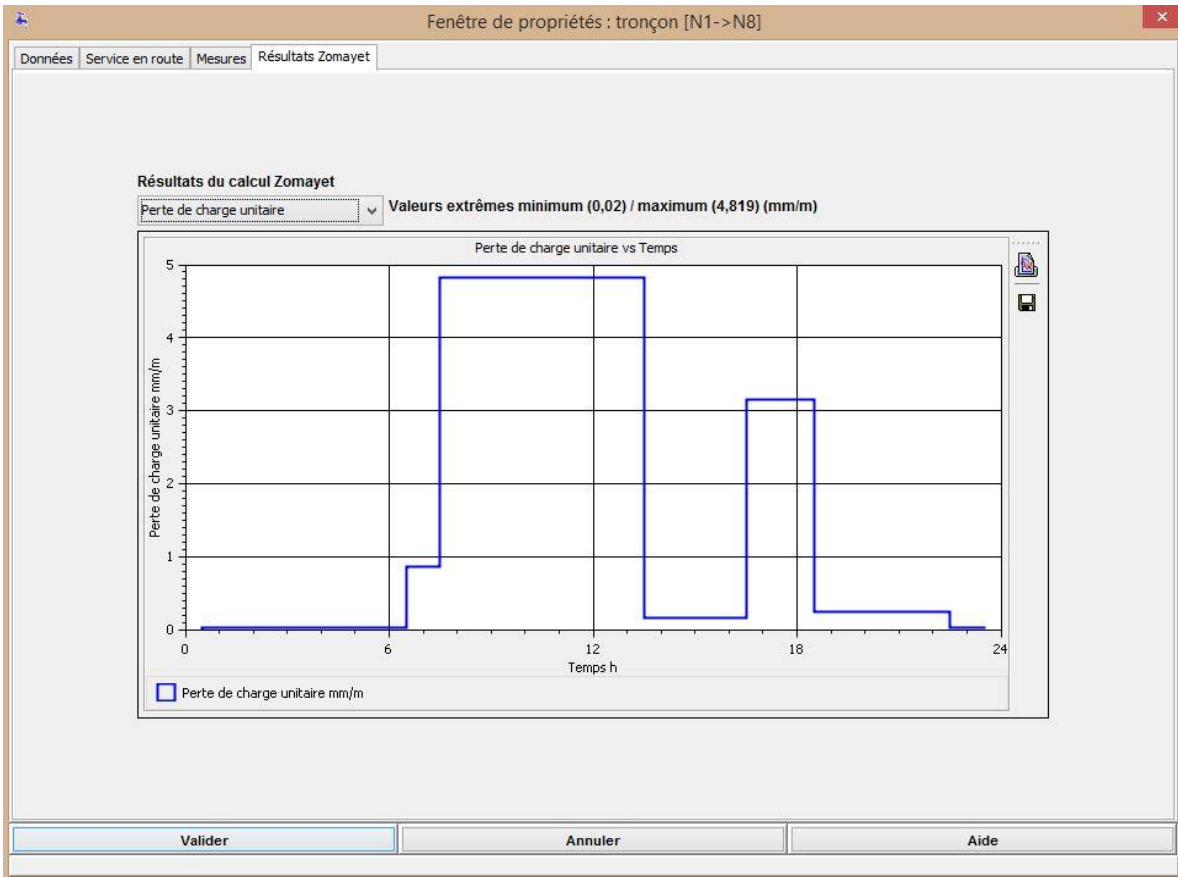 Fenêtre de propriétés : tronçon [N1->N8]
Données Service en route Mesures Résultats Zomayet
Résultats du calcul Zomayet
Perte de charge unitaire Valeurs extrêmes minimum (0,02) / maximum (4,819) (mm/m)
Perte de charge unitaire vs Temps
Perte de charge unitaire mm/m
5
4
3
2
1
0
0 6 12 18 24
Temps h
Perte de charge unitaire mm/m
Valider Annuler Aide